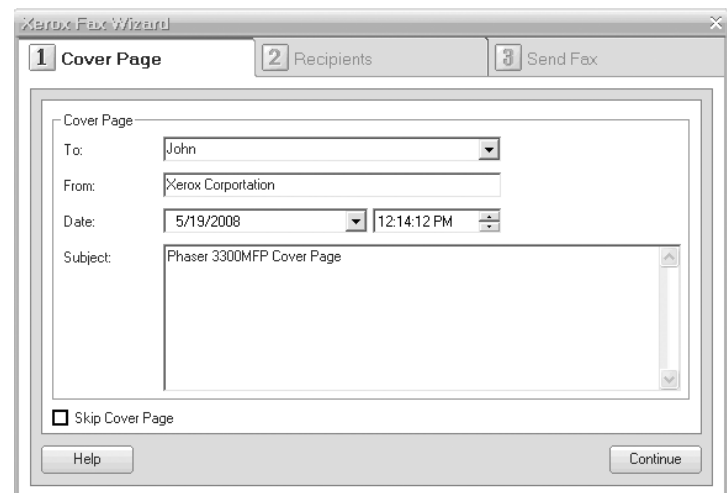 Xerox Fax Wizard
1 Cover Page
2 Recipients
3 Send Fax
Cover Page
To: John
From: Xerox Corportation
Date: 5/19/2008 12:14:12 PM
Subject: Phaser 3300MFP Cover Page
Skip Cover Page
Help Continue